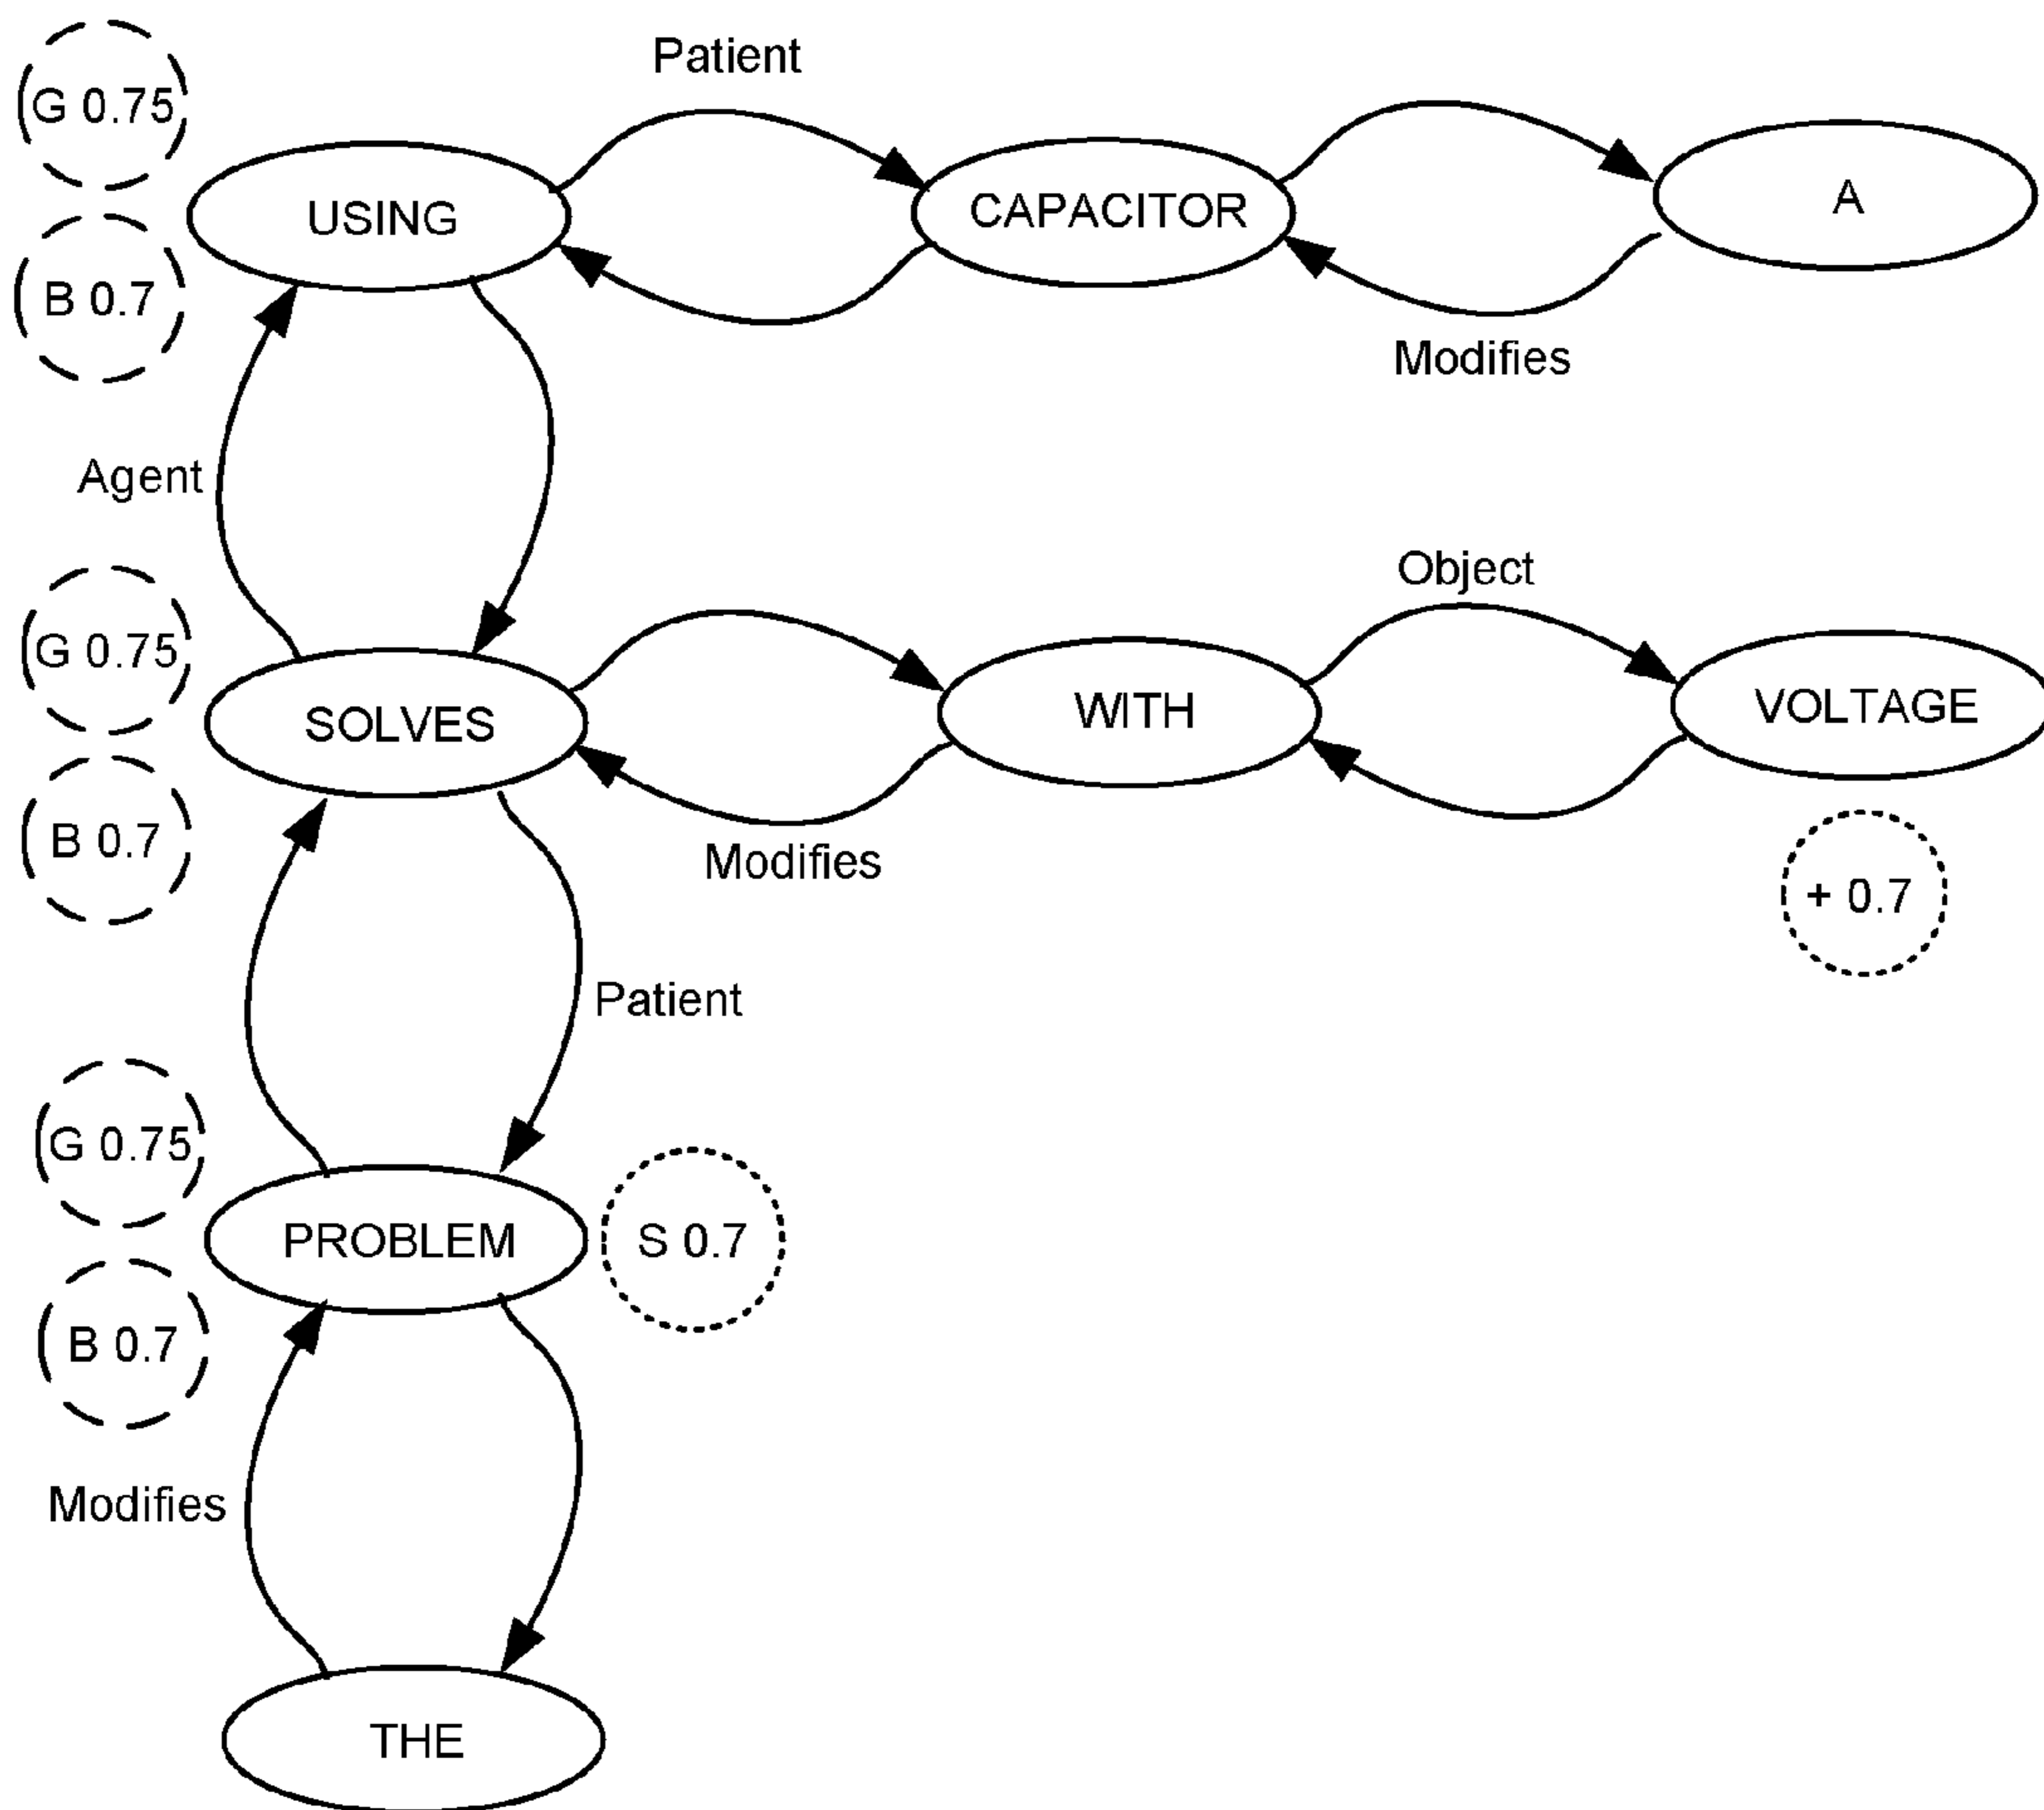 Patient
G 0.75
USING
CAPACITOR
A
B 0.7
Modifies
Agent
Object
G 0.75
SOLVES
WITH
VOLTAGE
B 0.7
Modifies
+ 0.7
Patient
G 0.75
PROBLEM
S 0.7
B 0.7
Modifies
THE